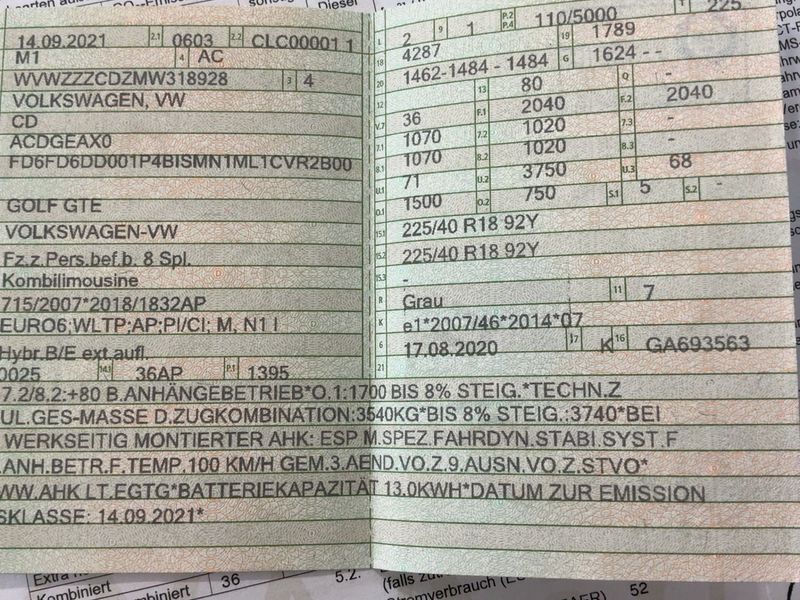 14.09.2021 2.1 0603 2.2 CLC00001 1
M1 4 AC
WVWZZZCDZMW318928 3 4
VOLKSWAGEN, VW
CD
ACDGEAX0
FD6FD6DD001P4BISMN1ML1CVR2B00
GOLF GTE
VOLKSWAGEN-VW
Fz.z.Pers.bef.b. 8 Spl.
Kombilimousine
715/2007*2018/1832AP
EURO6;WLTP;AP;PI/CI; M, N1 I
Hybr.B/E ext.aufl.
0025 14.1 36AP P.1 1395
L 2 9 1 P.2 P.4 110/5000 T 225
18 4287 19 1789
20 1462-1484 - 1484 G 1624 - -
12 - 13 80 Q -
V.7 36 F.1 2040 F.2 2040
7.1 1070 7.2 1020 7.3 -
8.1 1070 8.2 1020 8.3 -
U.1 71 U.2 3750 U.3 68
O.1 1500 O.2 750 S.1 5 S.2 -
15.1 225/40 R18 92Y
15.2 225/40 R18 92Y
15.3 -
R Grau 11 7
K e1*2007/46*2014*07
6 17.08.2020 17 K 16 GA693563
21
7.2/8.2:+80 B.ANHÄNGEBETRIEB*O.1:1700 BIS 8% STEIG.*TECHN.Z
UL.GES-MASSE D.ZUGKOMBINATION:3540KG*BIS 8% STEIG.:3740*BEI
WERKSEITIG MONTIERTER AHK: ESP M.SPEZ.FAHRDYN.STABI.SYST.F
.ANH.BETR.F.TEMP.100 KM/H GEM.3.AEND.VO.Z.9.AUSN.VO.Z.STVO*
WW.AHK LT.EGTG*BATTERIEKAPAZITÄT 13.0KWH*DATUM ZUR EMISSION
SKLASSE: 14.09.2021*
Kombiniert 36 5.2.
52